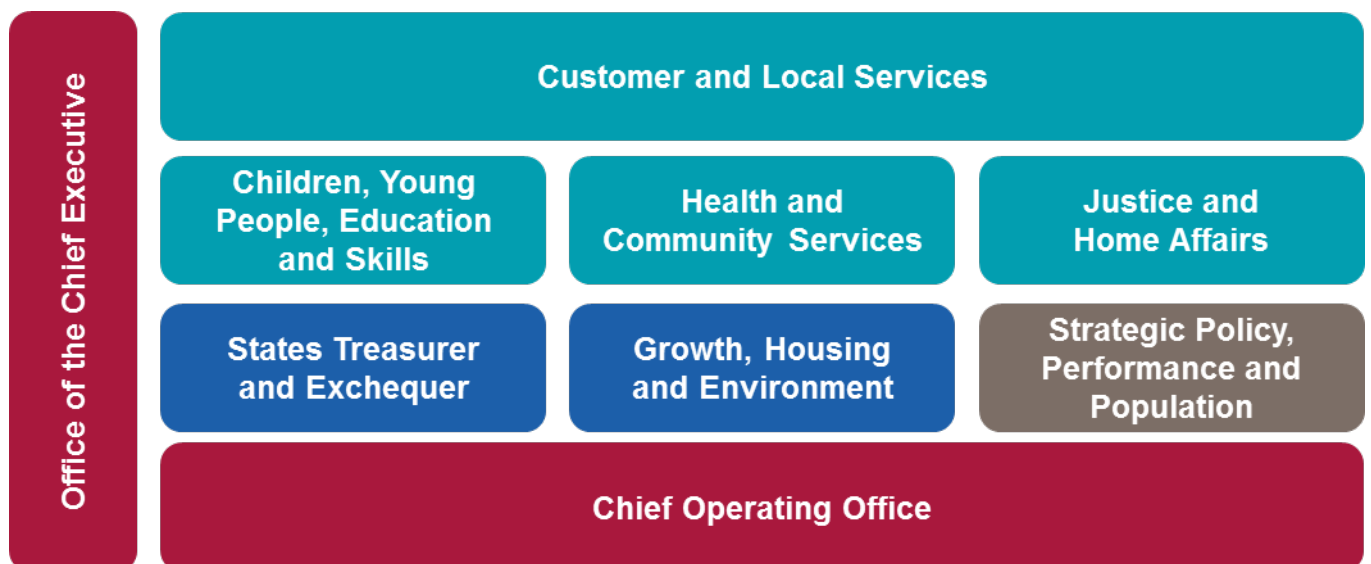 Office of the Chief Executive
Customer and Local Services
Children, Young
People, Education
and Skills
Health and
Community Services
Justice and
Home Affairs
States Treasurer
and Exchequer
Growth, Housing
and Environment
Strategic Policy,
Performance and
Population
Chief Operating Office